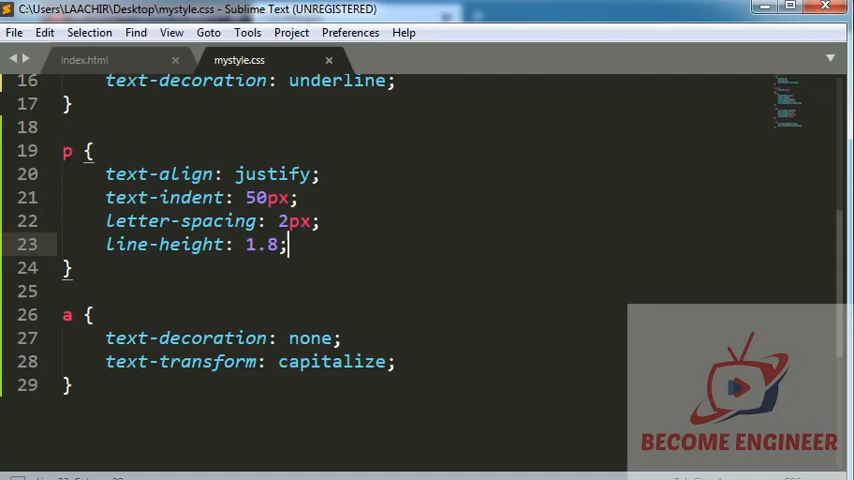 C:\Users\LAACHIR\Desktop\mystyle.css - Sublime Text (UNREGISTERED)
File Edit Selection Find View Goto Tools Project Preferences Help
index.html mystyle.css
16 text-decoration: underline;
17 }
18
19 p {
20 text-align: justify;
21 text-indent: 50px;
22 letter-spacing: 2px;
23 line-height: 1.8;
24 }
25
26 a {
27 text-decoration: none;
28 text-transform: capitalize;
29 }
BECOME ENGINEER